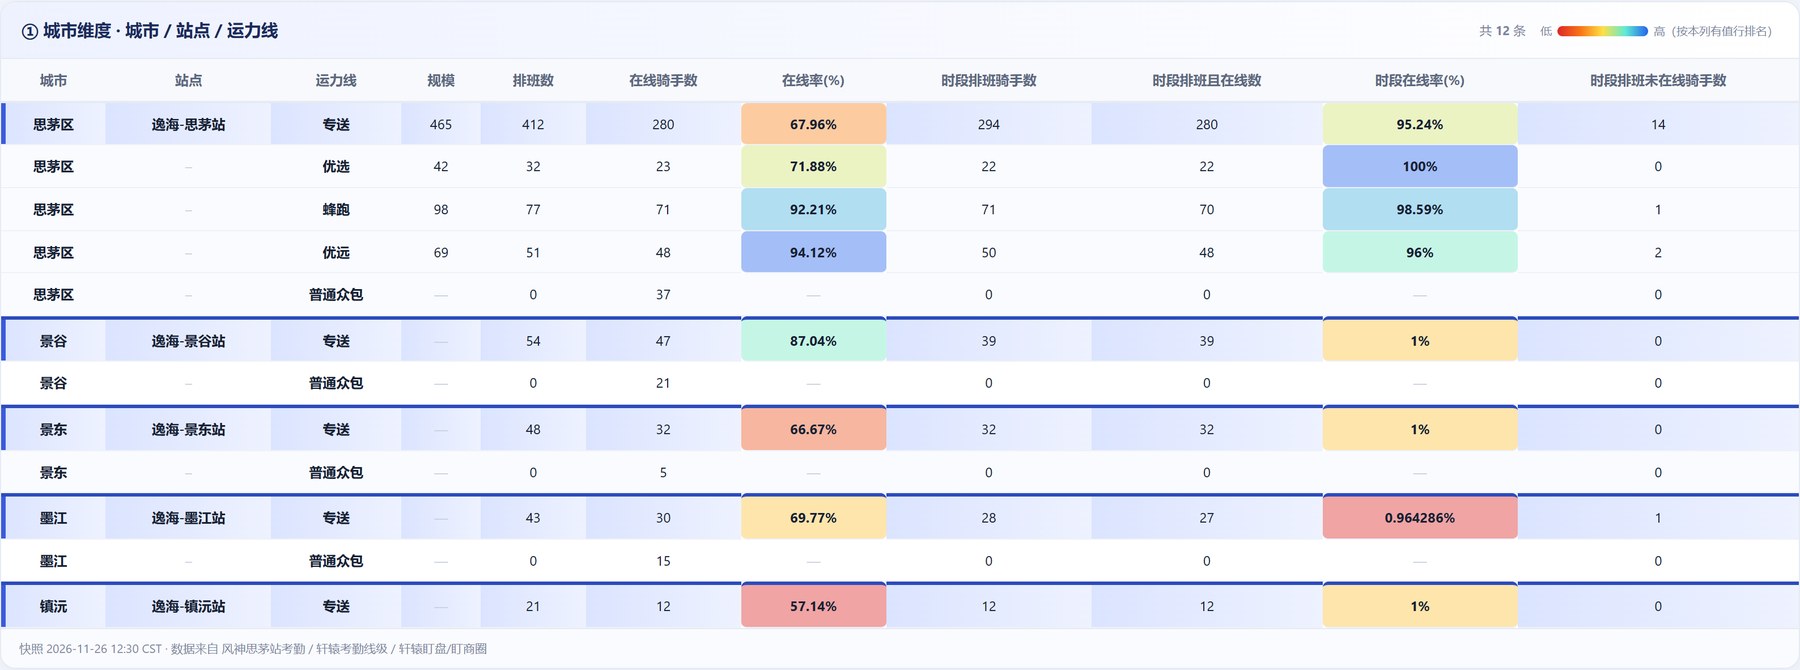 ① 城市维度 · 城市 / 站点 / 运力线
共 12 条 低 高 (按本列有值行排名)
城市 站点 运力线 规模 排班数 在线骑手数 在线率(%) 时段排班骑手数 时段排班且在线数 时段在线率(%) 时段排班未在线骑手数
思茅区 逸海-思茅站 专送 465 412 280 67.96% 294 280 95.24% 14
思茅区 – 优选 42 32 23 71.88% 22 22 100% 0
思茅区 – 蜂跑 98 77 71 92.21% 71 70 98.59% 1
思茅区 – 优远 69 51 48 94.12% 50 48 96% 2
思茅区 – 普通众包 — 0 37 — 0 0 — 0
景谷 逸海-景谷站 专送 — 54 47 87.04% 39 39 1% 0
景谷 – 普通众包 — 0 21 — 0 0 — 0
景东 逸海-景东站 专送 — 48 32 66.67% 32 32 1% 0
景东 – 普通众包 — 0 5 — 0 0 — 0
墨江 逸海-墨江站 专送 — 43 30 69.77% 28 27 0.964286% 1
墨江 – 普通众包 — 0 15 — 0 0 — 0
镇沅 逸海-镇沅站 专送 — 21 12 57.14% 12 12 1% 0
快照 2026-11-26 12:30 CST · 数据来自 风神思茅站考勤 / 轩辕考勤线级 / 轩辕盯盘/盯商圈